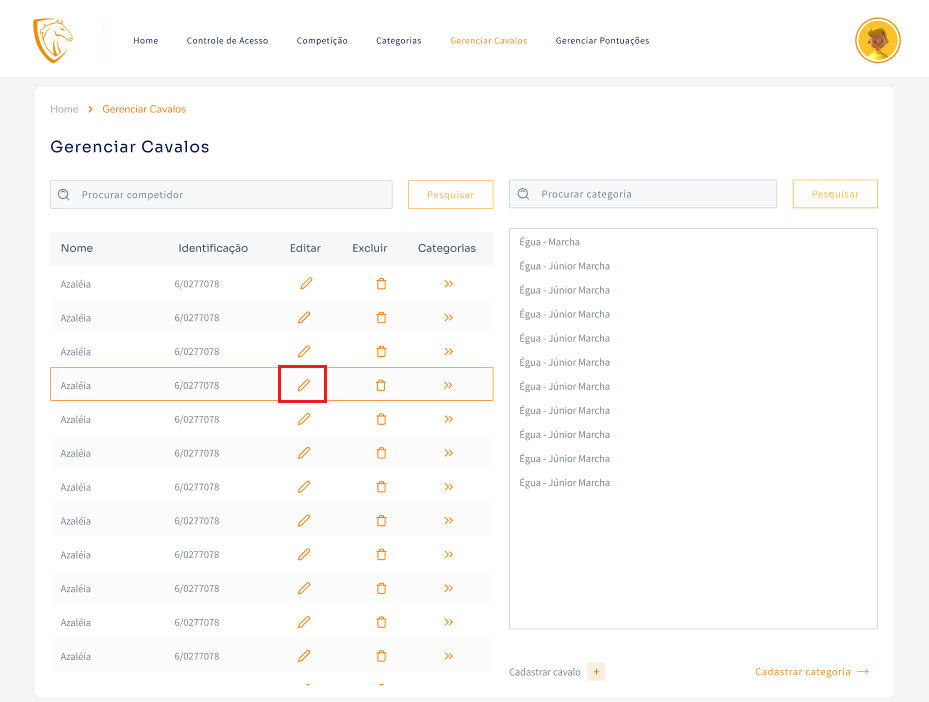 Home Controle de Acesso Competição Categorias Gerenciar Cavalos Gerenciar Pontuações
Home > Gerenciar Cavalos
Gerenciar Cavalos
Procurar competidor Pesquisar
Nome Identificação Editar Excluir Categorias
Azaléia 6/0277078
Azaléia 6/0277078
Azaléia 6/0277078
Azaléia 6/0277078
Azaléia 6/0277078
Azaléia 6/0277078
Azaléia 6/0277078
Azaléia 6/0277078
Azaléia 6/0277078
Azaléia 6/0277078
Azaléia 6/0277078
Azaléia 6/0277078
Procurar categoria Pesquisar
Égua - Marcha
Égua - Júnior Marcha
Égua - Júnior Marcha
Égua - Júnior Marcha
Égua - Júnior Marcha
Égua - Júnior Marcha
Égua - Júnior Marcha
Égua - Júnior Marcha
Égua - Júnior Marcha
Égua - Júnior Marcha
Égua - Júnior Marcha
Cadastrar cavalo + Cadastrar categoria →